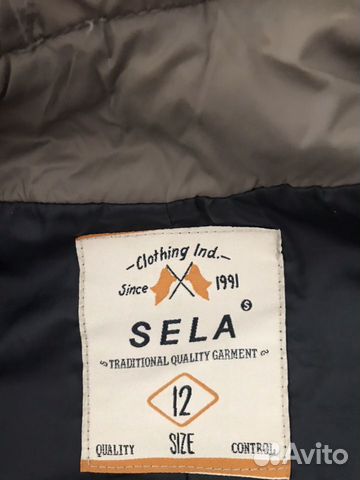 Clothing Ind.
Since 1991
SELA S
TRADITIONAL QUALITY GARMENT
12
QUALITY SIZE CONTROL
Avito